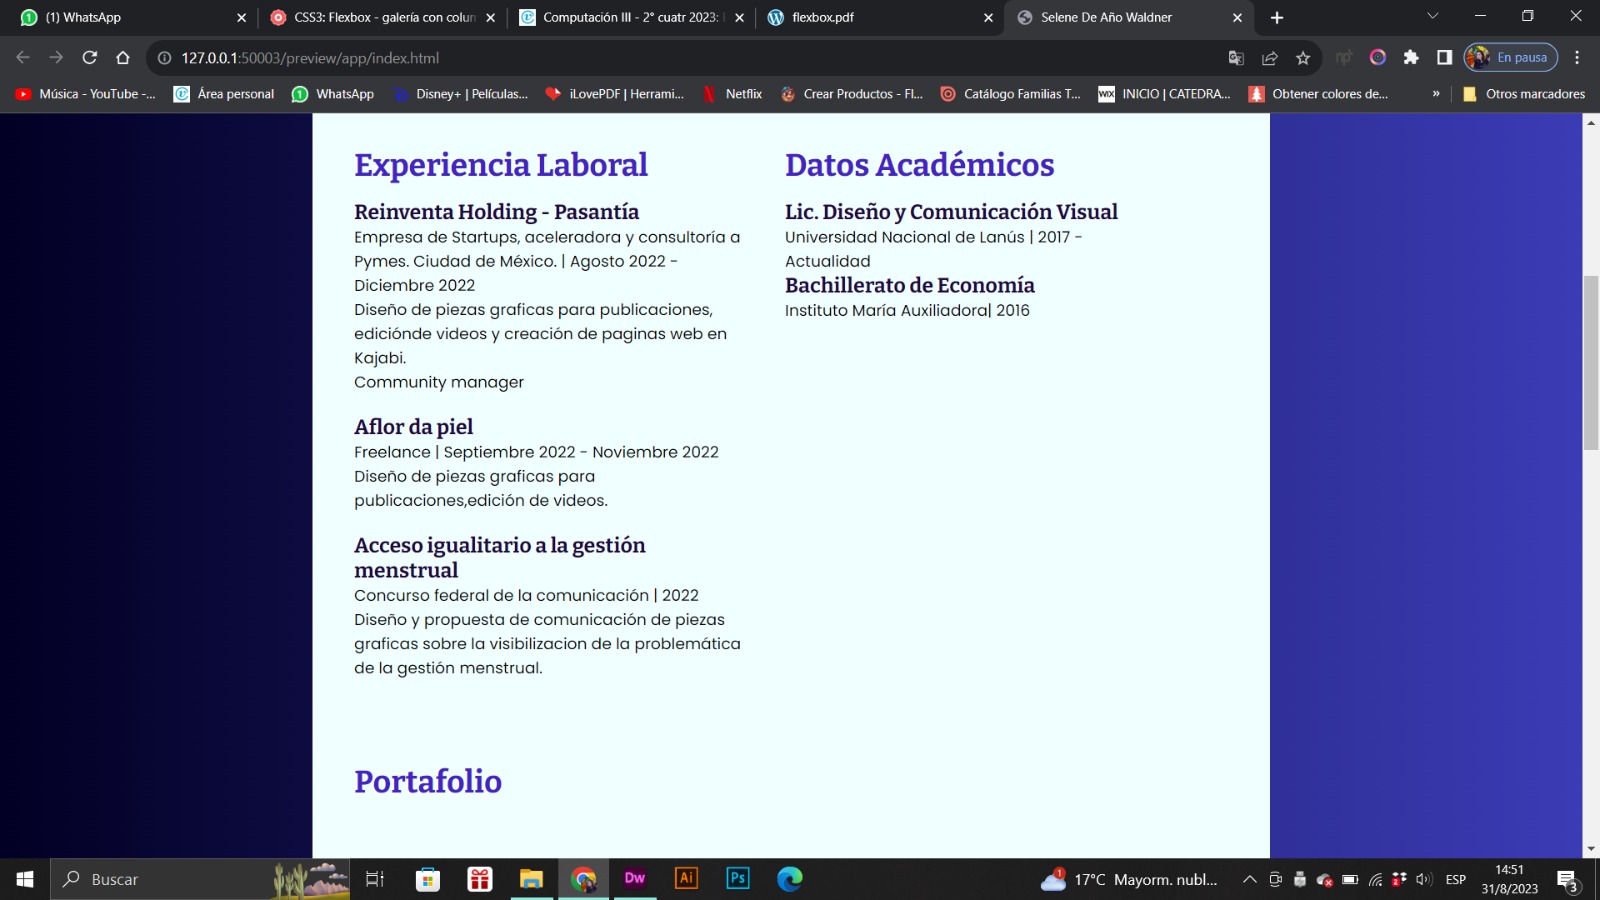 (1) WhatsApp
CSS3: Flexbox - galería con colun
Computación III - 2° cuatr 2023:
flexbox.pdf
Selene De Año Waldner
127.0.0.1:50003/preview/app/index.html
En pausa
Música - YouTube -...
Área personal
WhatsApp
Disney+ | Películas...
iLovePDF | Herrami...
Netflix
Crear Productos - Fl...
Catálogo Familias T...
WIX
INICIO | CATEDRA...
Obtener colores de...
»
Otros marcadores
Experiencia Laboral
Reinventa Holding - Pasantía
Empresa de Startups, aceleradora y consultoría a
Pymes. Ciudad de México. | Agosto 2022 -
Diciembre 2022
Diseño de piezas graficas para publicaciones,
ediciónde videos y creación de paginas web en
Kajabi.
Community manager
Aflor da piel
Freelance | Septiembre 2022 - Noviembre 2022
Diseño de piezas graficas para
publicaciones,edición de videos.
Acceso igualitario a la gestión
menstrual
Concurso federal de la comunicación | 2022
Diseño y propuesta de comunicación de piezas
graficas sobre la visibilizacion de la problemática
de la gestión menstrual.
Datos Académicos
Lic. Diseño y Comunicación Visual
Universidad Nacional de Lanús | 2017 -
Actualidad
Bachillerato de Economía
Instituto María Auxiliadora| 2016
Portafolio
Buscar
Dw
Ai
Ps
1
17°C Mayorm. nubl...
2
ESP
14:51
31/8/2023
3